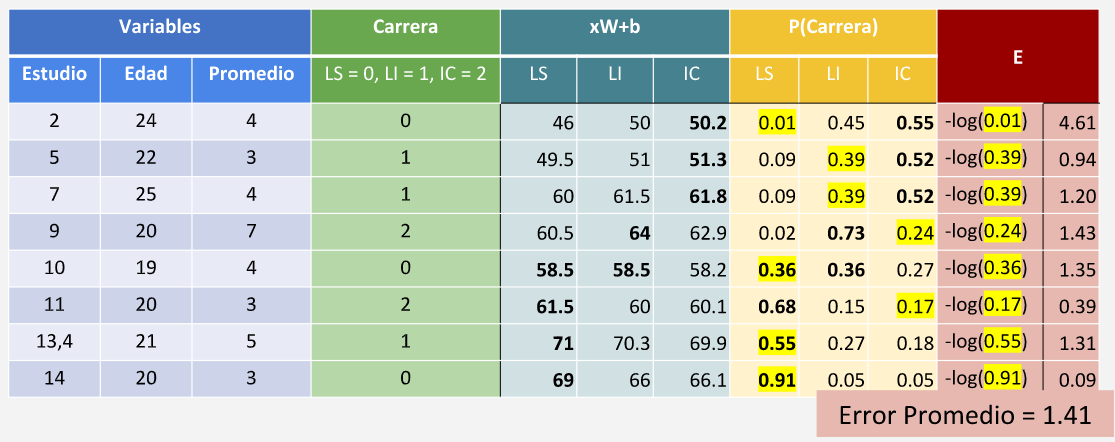 Variables Carrera xW+b P(Carrera) E
Estudio Edad Promedio LS = 0, LI = 1, IC = 2 LS LI IC LS LI IC
2 24 4 0 46 50 50.2 0.01 0.45 0.55 -log(0.01) 4.61
5 22 3 1 49.5 51 51.3 0.09 0.39 0.52 -log(0.39) 0.94
7 25 4 1 60 61.5 61.8 0.09 0.39 0.52 -log(0.39) 1.20
9 20 7 2 60.5 64 62.9 0.02 0.73 0.24 -log(0.24) 1.43
10 19 4 0 58.5 58.5 58.2 0.36 0.36 0.27 -log(0.36) 1.35
11 20 3 2 61.5 60 60.1 0.68 0.15 0.17 -log(0.17) 0.39
13,4 21 5 1 71 70.3 69.9 0.55 0.27 0.18 -log(0.55) 1.31
14 20 3 0 69 66 66.1 0.91 0.05 0.05 -log(0.91) 0.09
Error Promedio = 1.41